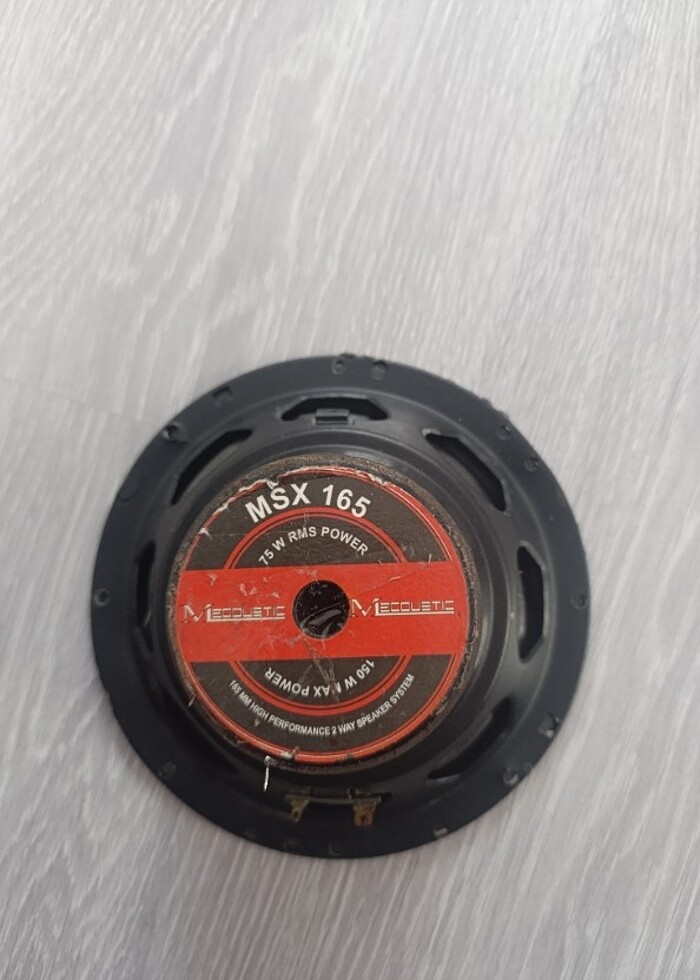 MSX 165
75 W RMS POWER
MECOUSTIC MECOUSTIC
150 W MAX POWER
165 MM HIGH PERFORMANCE 2 WAY SPEAKER SYSTEM